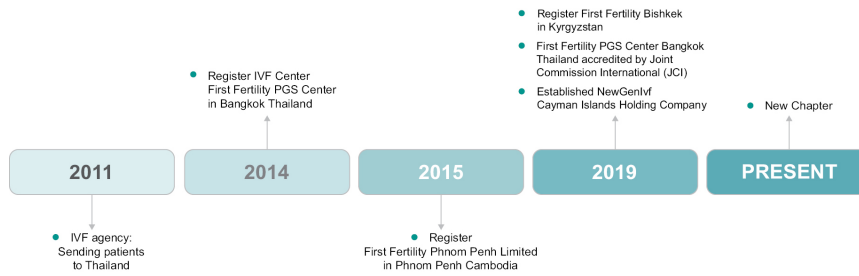 Register First Fertility Bishkek
in Kyrgyzstan
First Fertility PGS Center Bangkok
Thailand accredited by Joint
Commission International (JCI)
Established NewGenIvf
Cayman Islands Holding Company
Register IVF Center
First Fertility PGS Center
in Bangkok Thailand
New Chapter
2011
2014
2015
2019
PRESENT
IVF agency:
Sending patients
to Thailand
Register
First Fertility Phnom Penh Limited
in Phnom Penh Cambodia